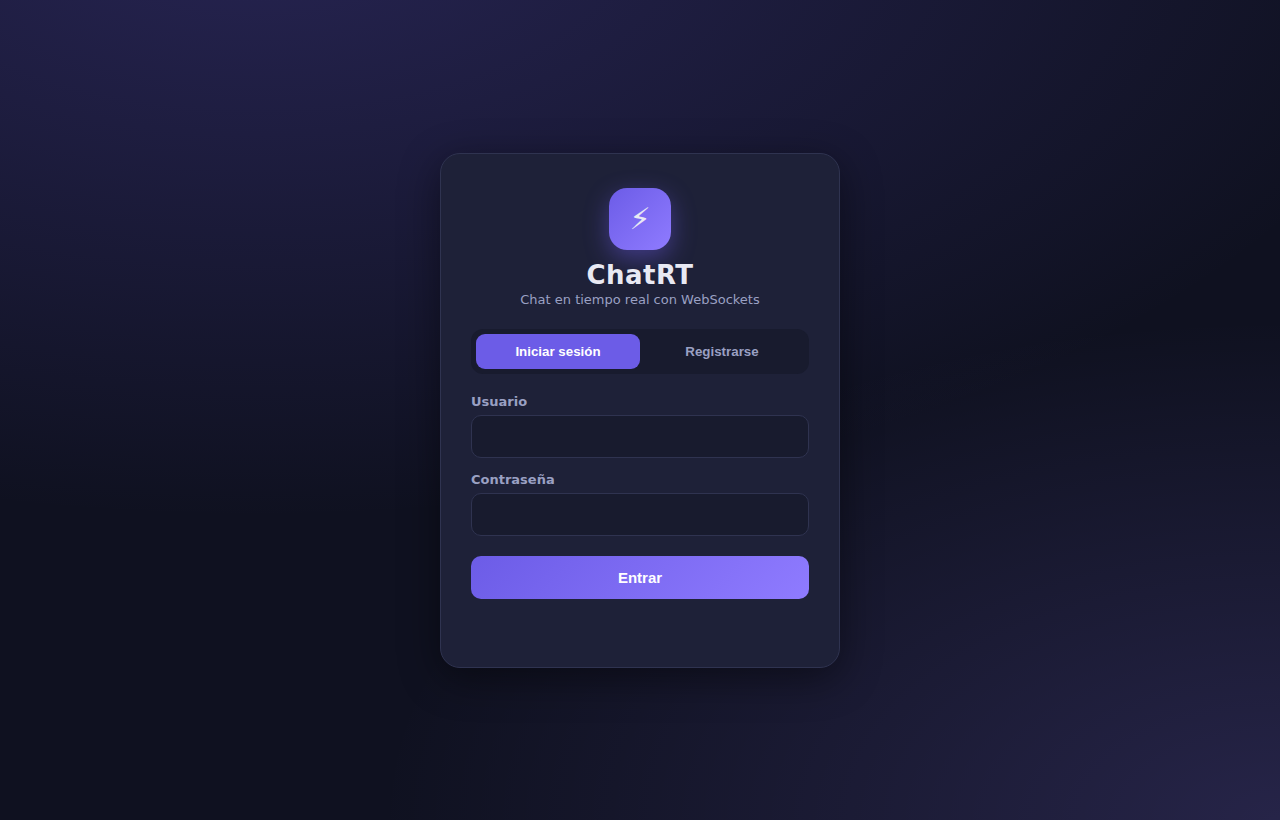 ⚡
ChatRT
Chat en tiempo real con WebSockets
Iniciar sesión Registrarse
Usuario
Contraseña
Entrar